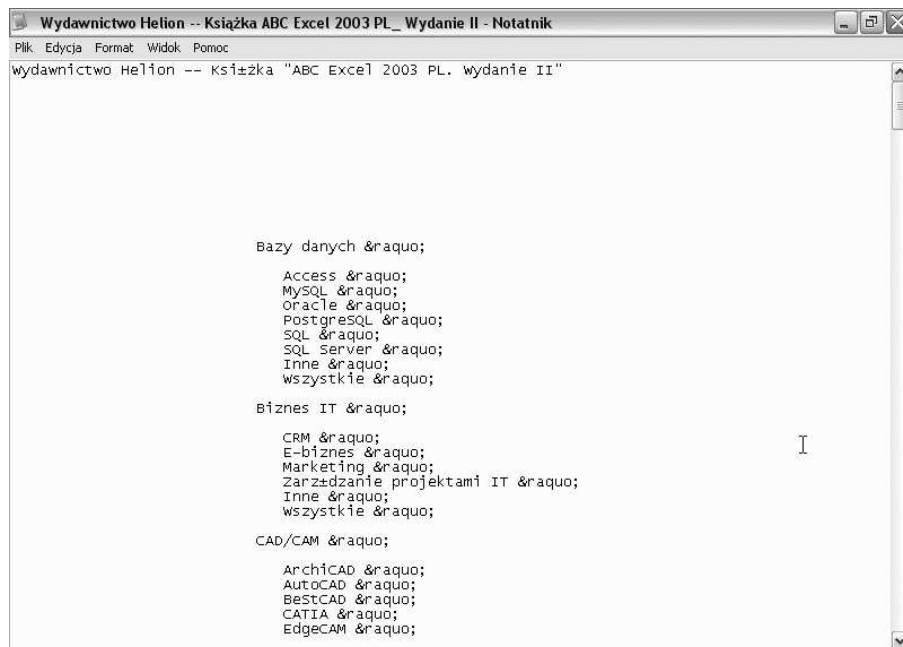 Wydawnictwo Helion -- Książka ABC Excel 2003 PL_ Wydanie II - Notatnik
Plik Edycja Format Widok Pomoc
Wydawnictwo Helion -- Ksi±żka "ABC Excel 2003 PL. Wydanie II"
Bazy danych &raquo;
Access &raquo;
MySQL &raquo;
Oracle &raquo;
PostgreSQL &raquo;
SQL &raquo;
SQL Server &raquo;
Inne &raquo;
Wszystkie &raquo;
Biznes IT &raquo;
CRM &raquo;
E-biznes &raquo;
Marketing &raquo;
Zarz±dzanie projektami IT &raquo;
Inne &raquo;
Wszystkie &raquo;
CAD/CAM &raquo;
ArchiCAD &raquo;
AutoCAD &raquo;
BeStCAD &raquo;
CATIA &raquo;
EdgeCAM &raquo;